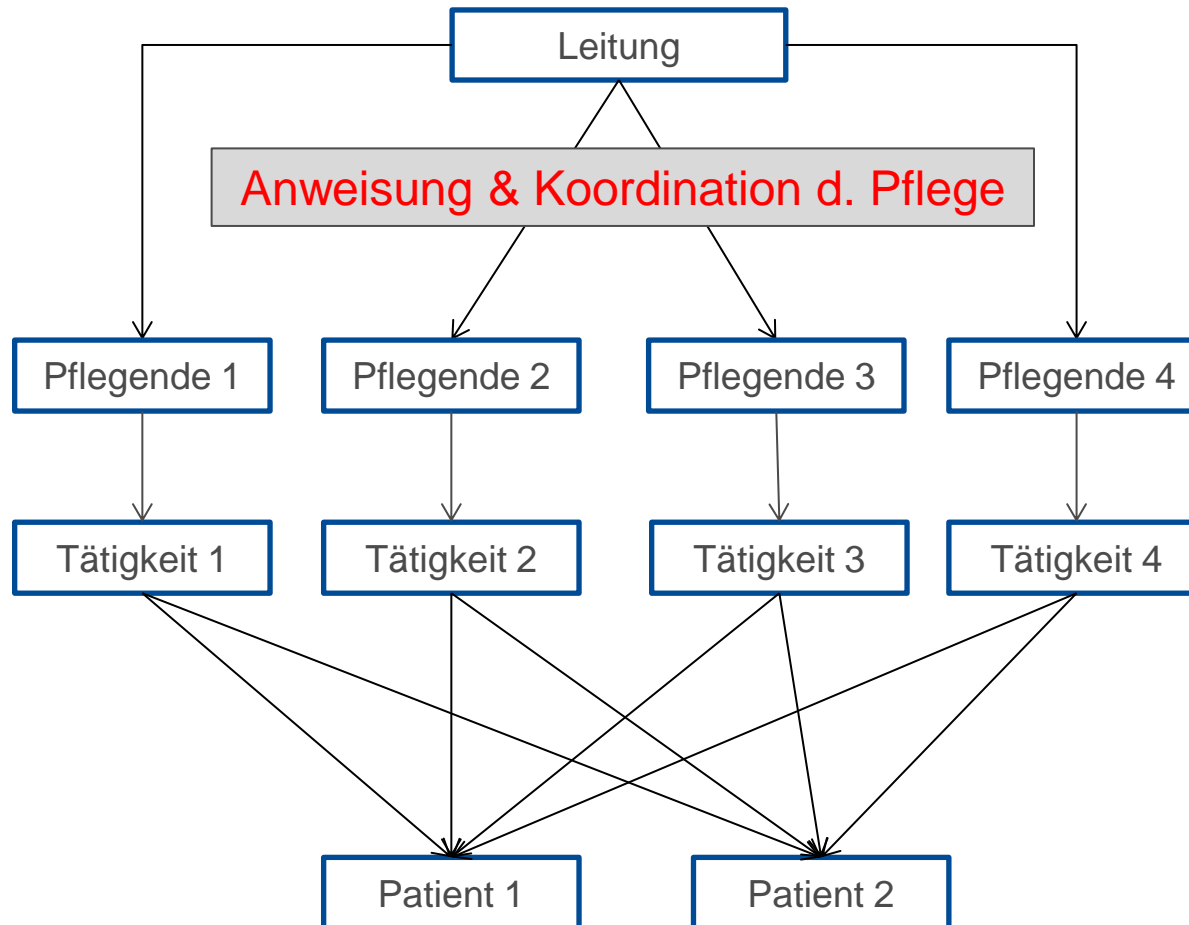 Leitung
Anweisung & Koordination d. Pflege
Pflegende 1
Pflegende 2
Pflegende 3
Pflegende 4
Tätigkeit 1
Tätigkeit 2
Tätigkeit 3
Tätigkeit 4
Patient 1
Patient 2